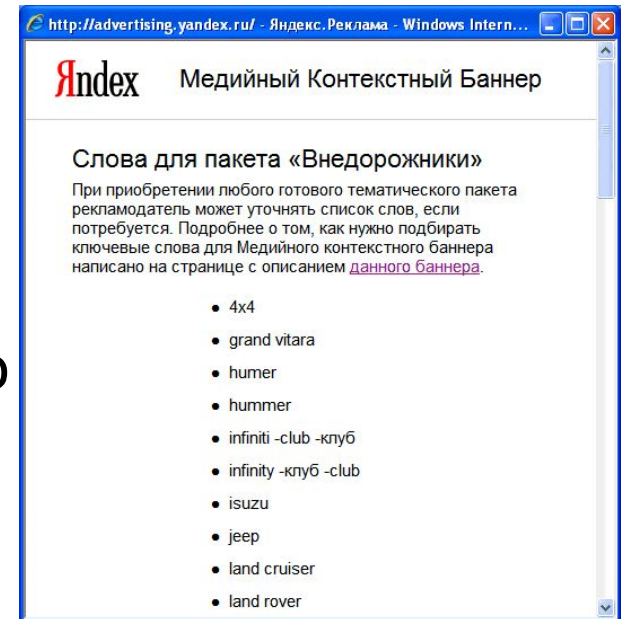 http://advertising.yandex.ru/ - Яндекс.Реклама - Windows Intern...
Яndex
Медийный Контекстный Баннер
Слова для пакета «Внедорожники»
При приобретении любого готового тематического пакета
рекламодатель может уточнять список слов, если
потребуется. Подробнее о том, как нужно подбирать
ключевые слова для Медийного контекстного баннера
написано на странице с описанием данного баннера.
4x4
grand vitara
humer
hummer
infiniti -club -клуб
infinity -клуб -club
isuzu
jeep
land cruiser
land rover